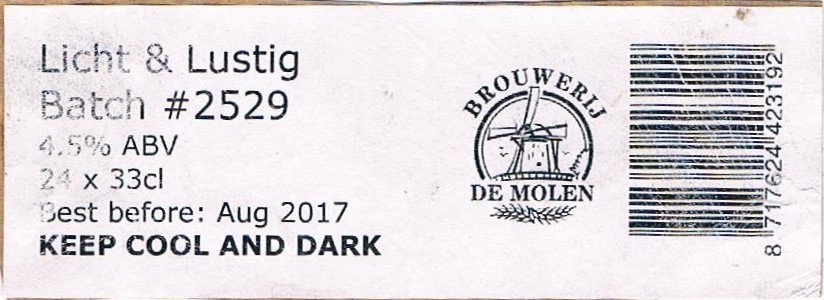 Licht & Lustig
Batch #2529
4.5% ABV
24 x 33cl
Best before: Aug 2017
KEEP COOL AND DARK
BROUWERIJ
DE MOLEN
8 717624 423192